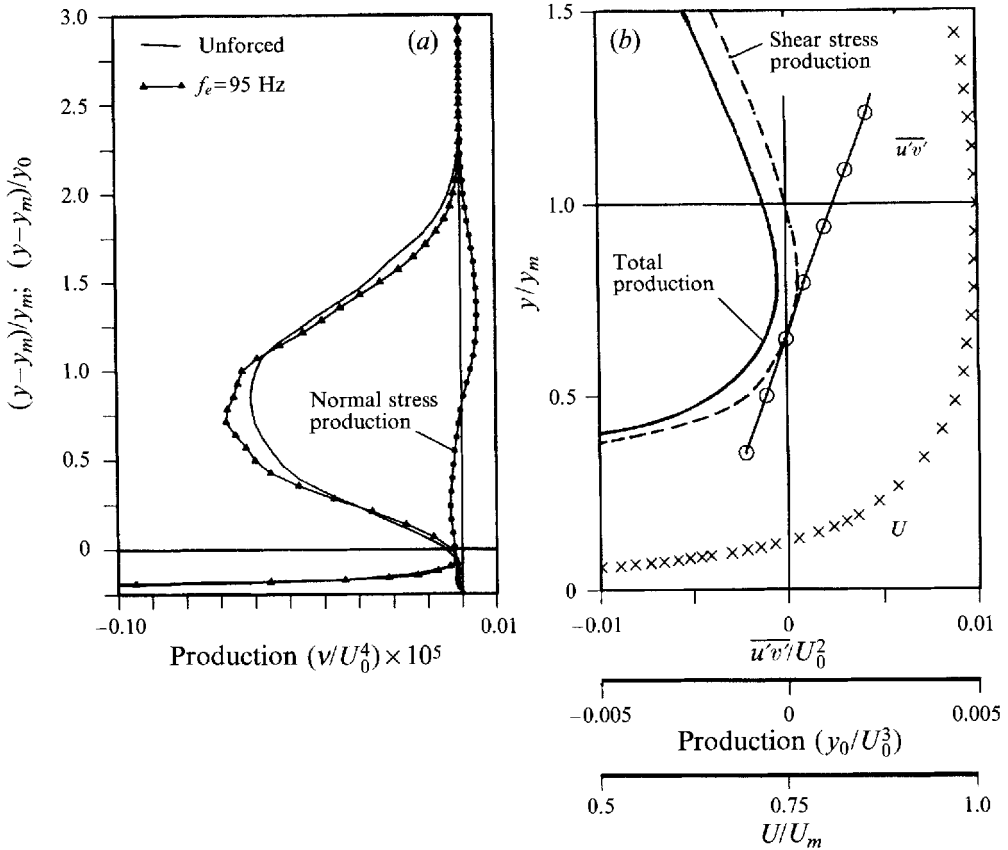 (a)
Unforced
f_e=95 Hz
Normal stress
production
3.0
2.5
2.0
1.5
1.0
0.5
0
(y−y_m)/y_m; (y−y_m)/y_0
−0.10
0.01
Production (ν/U_0^4)×10^5
(b)
Shear stress
production
u′v′
Total
production
U
1.5
1.0
0.5
0
y/y_m
−0.01
0
0.01
u′v′/U_0^2
−0.005
0
0.005
Production (y_0/U_0^3)
0.5
0.75
1.0
U/U_m